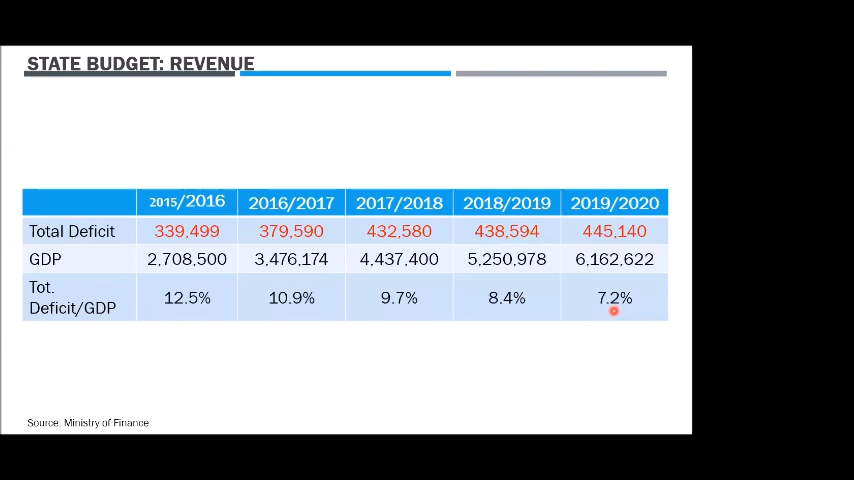 STATE BUDGET: REVENUE
2015/2016 2016/2017 2017/2018 2018/2019 2019/2020
Total Deficit 339,499 379,590 432,580 438,594 445,140
GDP 2,708,500 3,476,174 4,437,400 5,250,978 6,162,622
Tot.
Deficit/GDP 12.5% 10.9% 9.7% 8.4% 7.2%
Source: Ministry of Finance